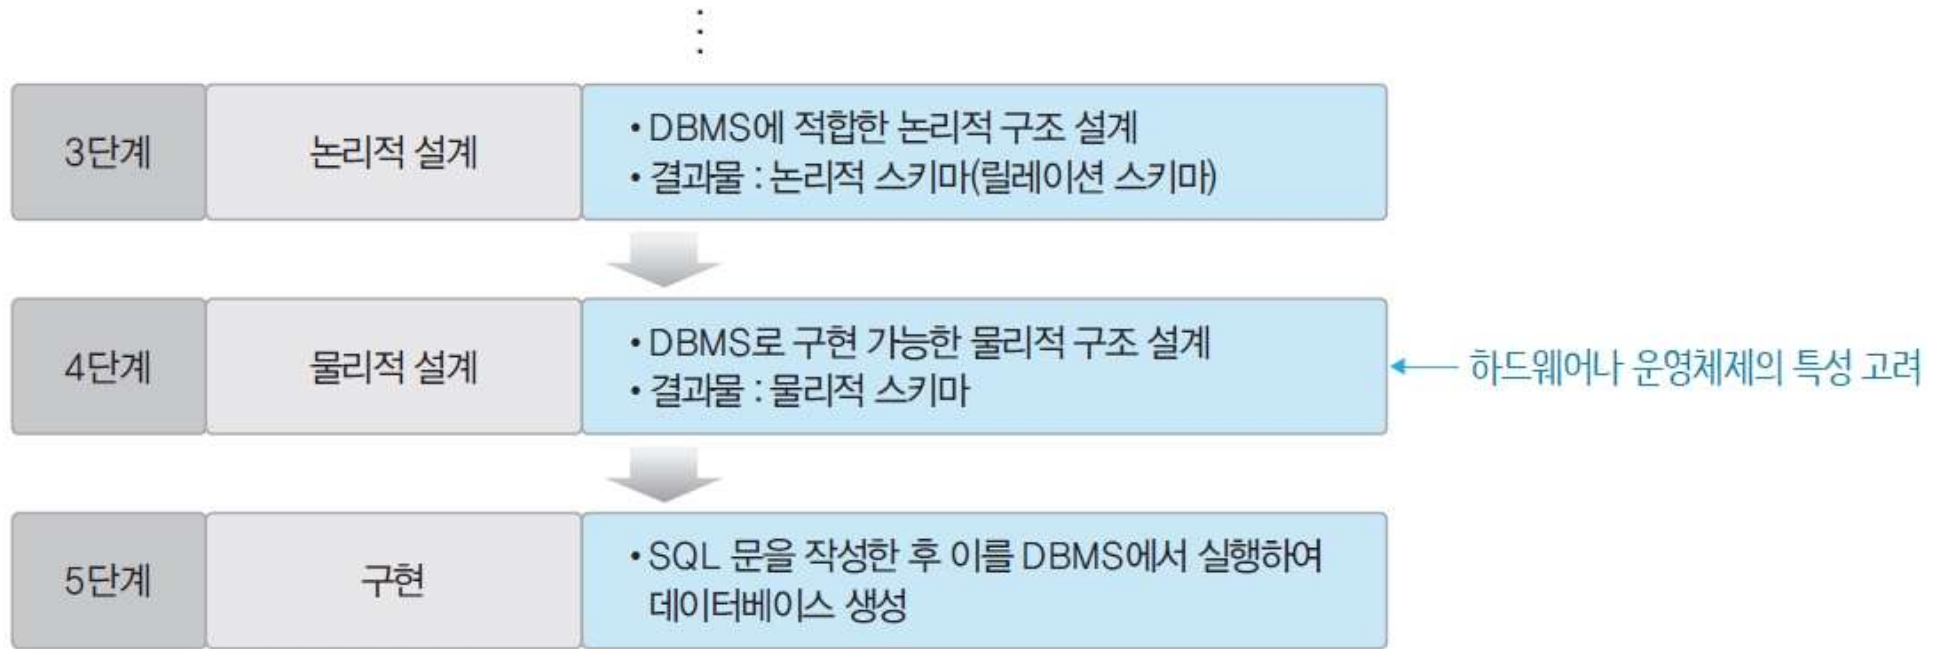 3단계
논리적 설계
• DBMS에 적합한 논리적 구조 설계
• 결과물 : 논리적 스키마(릴레이션 스키마)
4단계
물리적 설계
• DBMS로 구현 가능한 물리적 구조 설계
• 결과물 : 물리적 스키마
하드웨어나 운영체제의 특성 고려
5단계
구현
• SQL 문을 작성한 후 이를 DBMS에서 실행하여
데이터베이스 생성